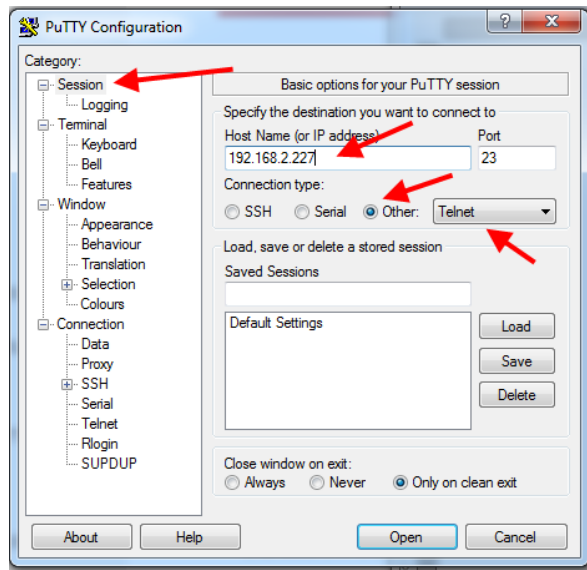 PuTTY Configuration
Category:
Session
Logging
Terminal
Keyboard
Bell
Features
Window
Appearance
Behaviour
Translation
Selection
Colours
Connection
Data
Proxy
SSH
Serial
Telnet
Rlogin
SUPDUP
Basic options for your PuTTY session
Specify the destination you want to connect to
Host Name (or IP address) Port
192.168.2.227 23
Connection type:
SSH Serial Other: Telnet
Load, save or delete a stored session
Saved Sessions
Default Settings
Load
Save
Delete
Close window on exit:
Always Never Only on clean exit
About Help Open Cancel